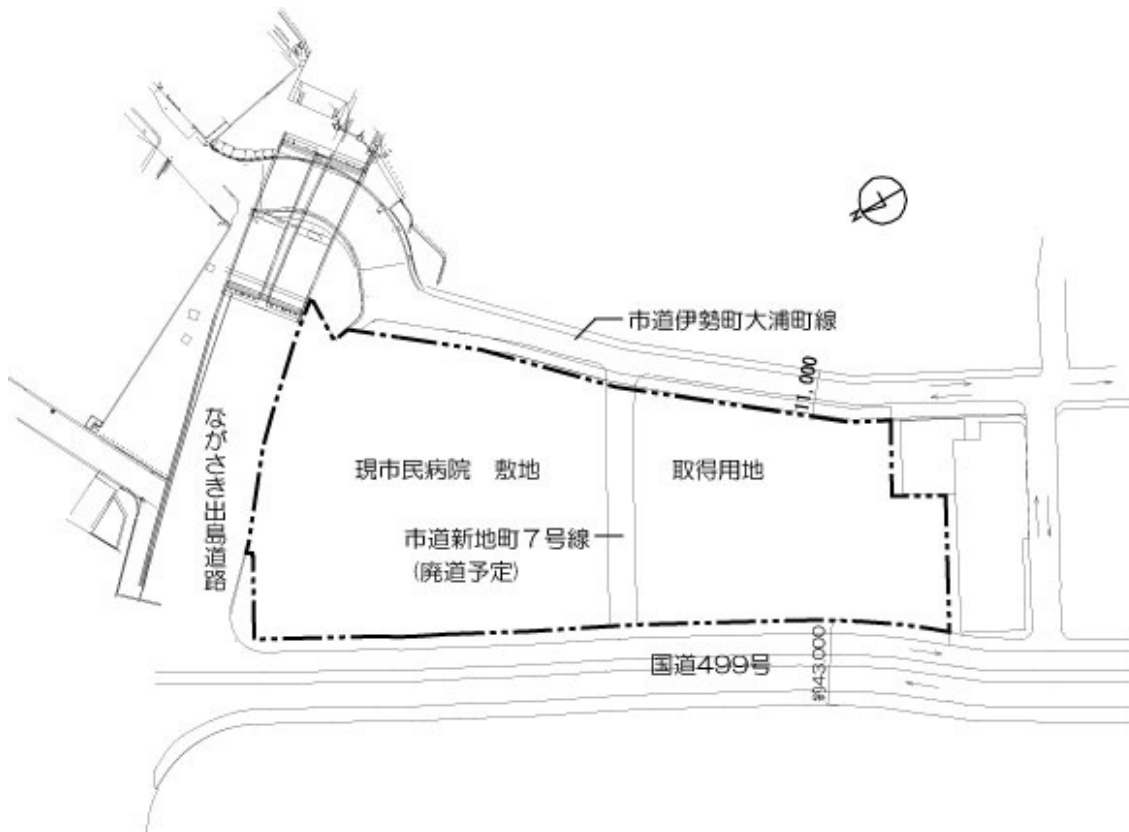 市道伊勢町大浦町線
11,000
ながさき出島道路
現市民病院 敷地
取得用地
市道新地町7号線
(廃道予定)
国道499号
約43.000